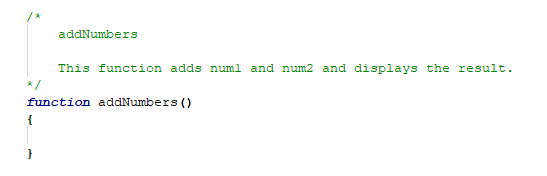 /*
addNumbers
This function adds num1 and num2 and displays the result.
*/
function addNumbers()
{
}